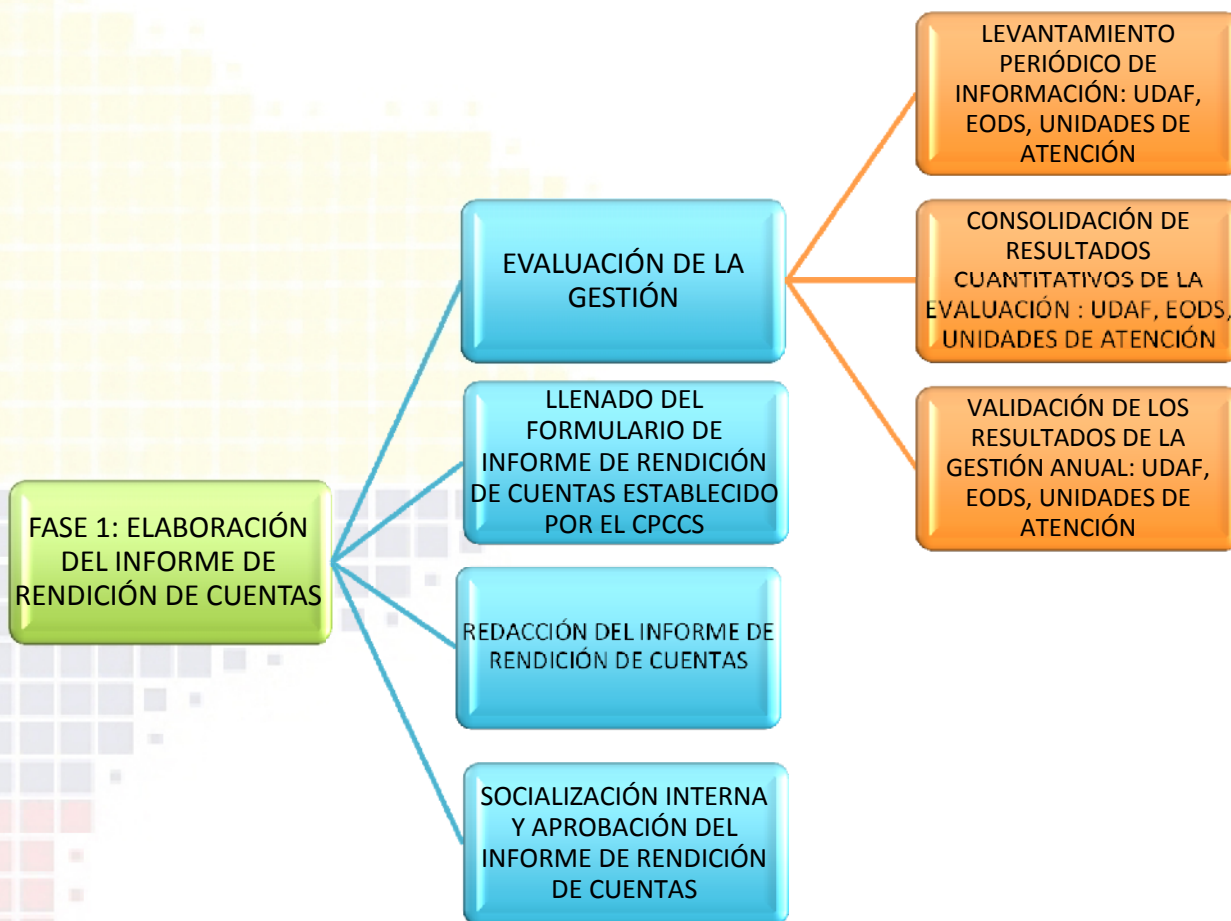 FASE 1: ELABORACIÓN
DEL INFORME DE
RENDICIÓN DE CUENTAS
EVALUACIÓN DE LA
GESTIÓN
LEVANTAMIENTO
PERIÓDICO DE
INFORMACIÓN: UDAF,
EODS, UNIDADES DE
ATENCIÓN
CONSOLIDACIÓN DE
RESULTADOS
CUANTITATIVOS DE LA
EVALUACIÓN : UDAF, EODS,
UNIDADES DE ATENCIÓN
VALIDACIÓN DE LOS
RESULTADOS DE LA
GESTIÓN ANUAL: UDAF,
EODS, UNIDADES DE
ATENCIÓN
LLENADO DEL
FORMULARIO DE
INFORME DE RENDICIÓN
DE CUENTAS ESTABLECIDO
POR EL CPCCS
REDACCIÓN DEL INFORME DE
RENDICIÓN DE CUENTAS
SOCIALIZACIÓN INTERNA
Y APROBACIÓN DEL
INFORME DE RENDICIÓN
DE CUENTAS